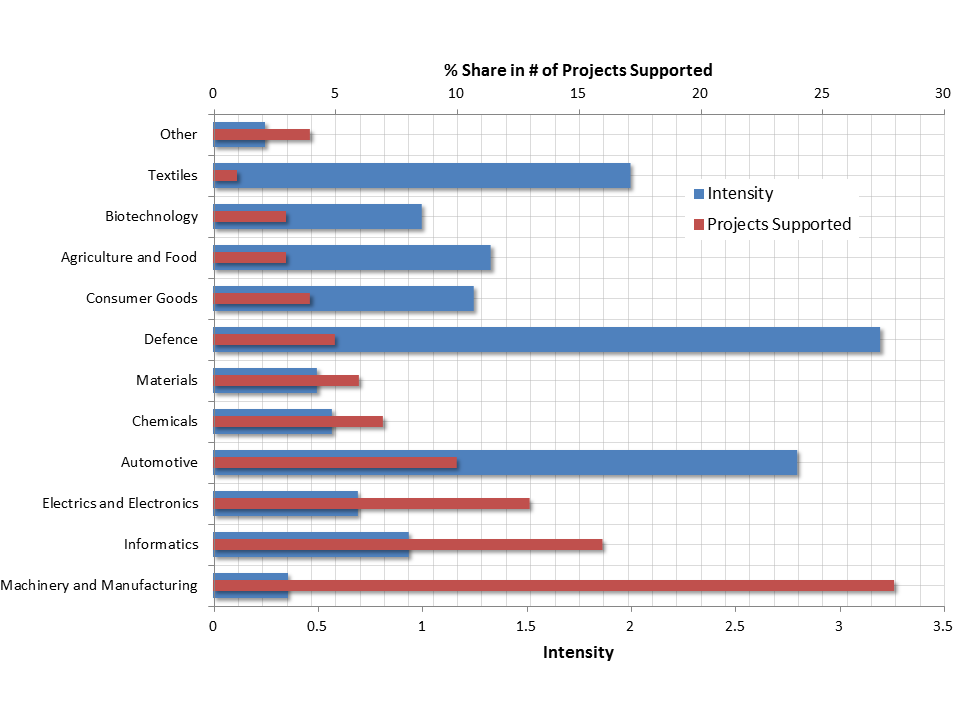 % Share in # of Projects Supported
0 5 10 15 20 25 30
Other
Textiles
Biotechnology
Agriculture and Food
Consumer Goods
Defence
Materials
Chemicals
Automotive
Electrics and Electronics
Informatics
Machinery and Manufacturing
Intensity
Projects Supported
0 0.5 1 1.5 2 2.5 3 3.5
Intensity